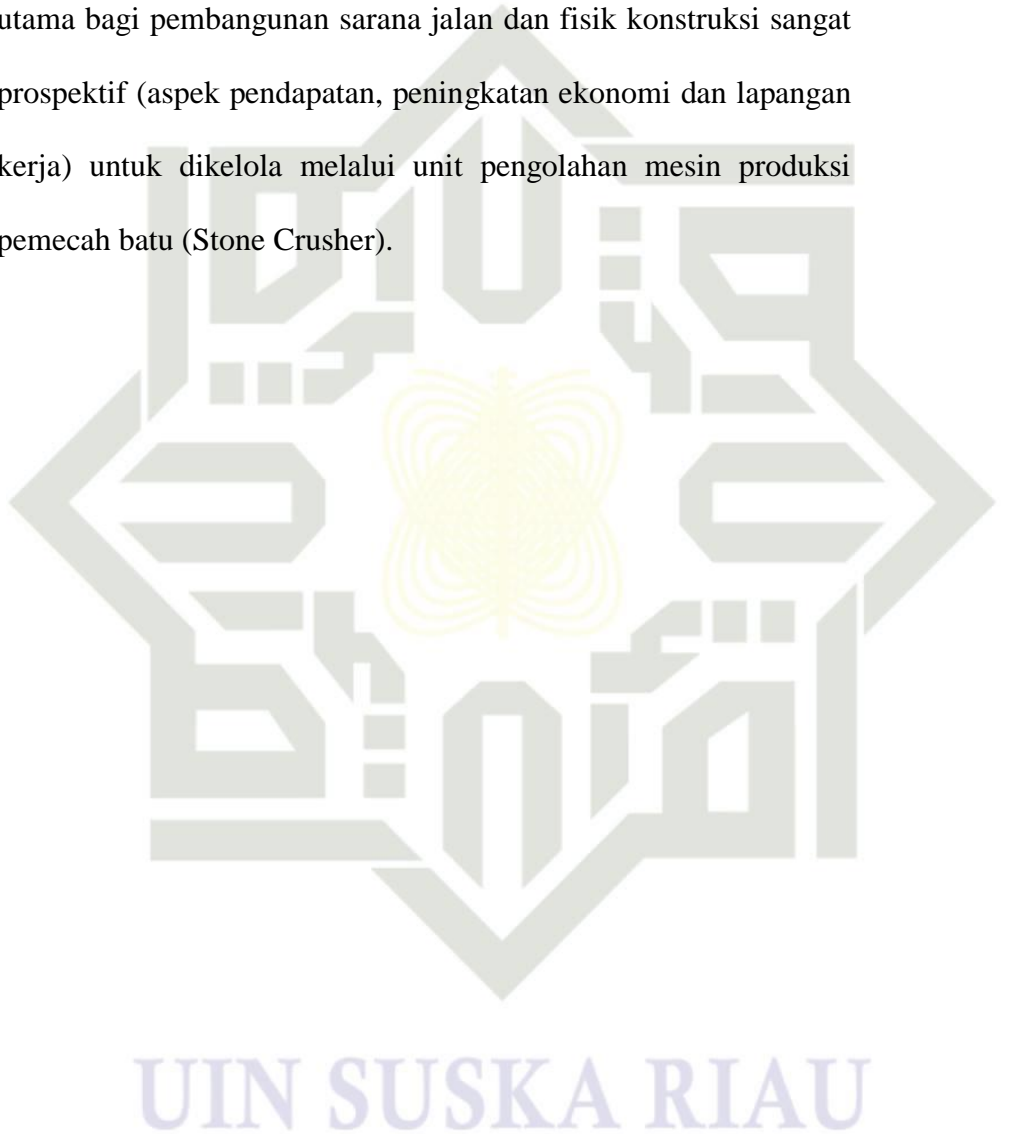 utama bagi pembangunan sarana jalan dan fisik konstruksi sangat
prospektif (aspek pendapatan, peningkatan ekonomi dan lapangan
kerja) untuk dikelola melalui unit pengolahan mesin produksi
pemecah batu (Stone Crusher).
UIN SUSKA RIAU